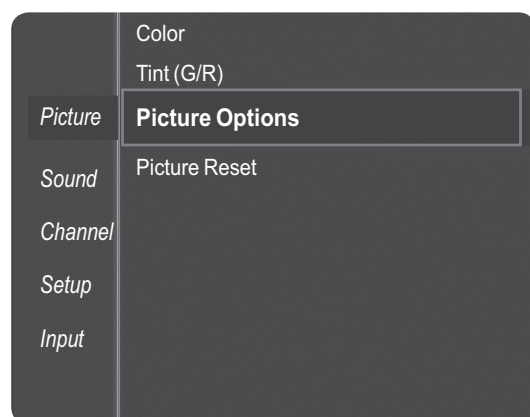 Color
Tint (G/R)
Picture
Picture Options
Sound
Picture Reset
Channel
Setup
Input